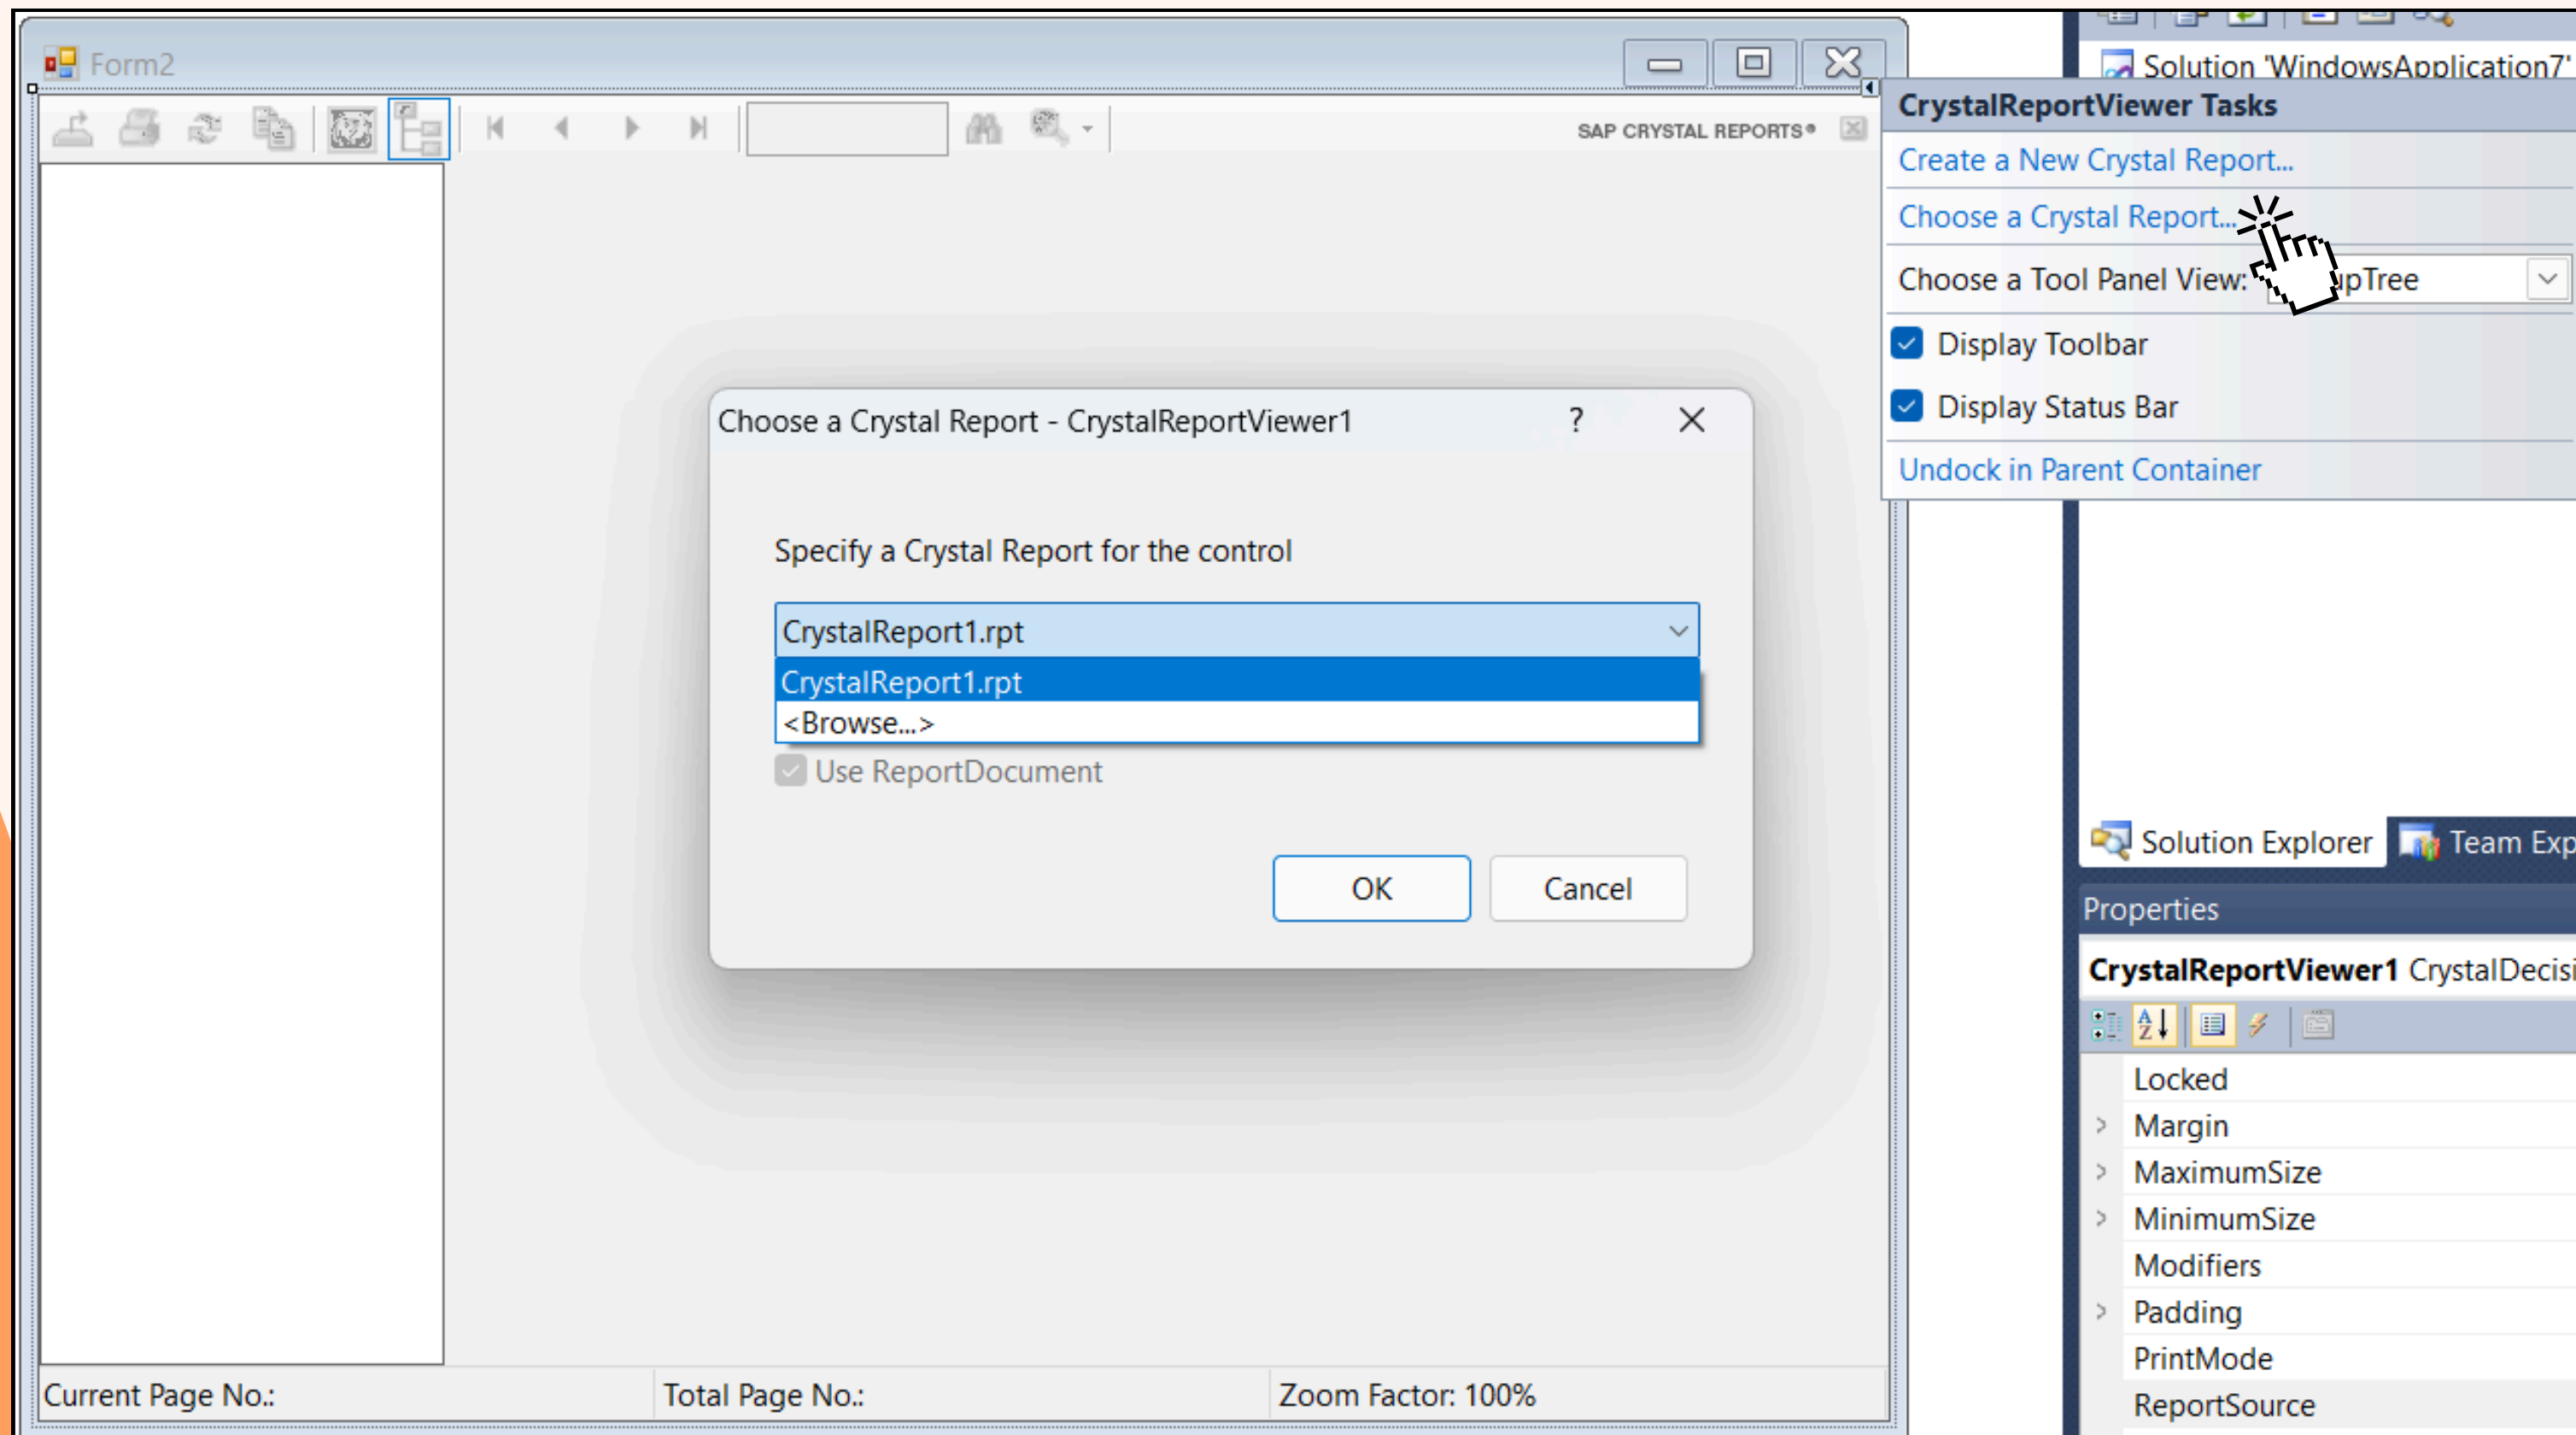 Form2
SAP CRYSTAL REPORTS®
Choose a Crystal Report - CrystalReportViewer1
?
Specify a Crystal Report for the control
CrystalReport1.rpt
CrystalReport1.rpt
<Browse...>
Use ReportDocument
OK
Cancel
Current Page No.:
Total Page No.:
Zoom Factor: 100%
Solution 'WindowsApplication7'
CrystalReportViewer Tasks
Create a New Crystal Report...
Choose a Crystal Report...
Choose a Tool Panel View: upTree
Display Toolbar
Display Status Bar
Undock in Parent Container
Solution Explorer
Team Exp
Properties
CrystalReportViewer1 CrystalDecisi
Locked
Margin
MaximumSize
MinimumSize
Modifiers
Padding
PrintMode
ReportSource